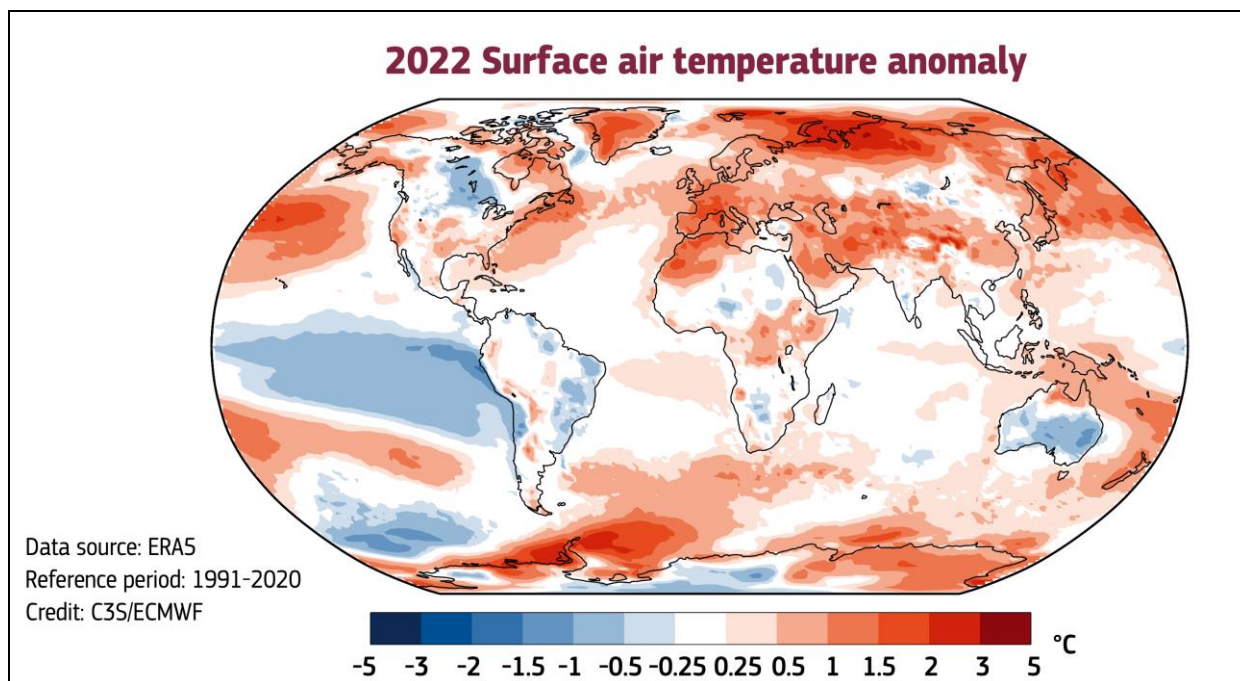 2022 Surface air temperature anomaly
Data source: ERA5
Reference period: 1991-2020
Credit: C3S/ECMWF
°C
-5 -3 -2 -1.5 -1 -0.5 -0.25 0.25 0.5 1 1.5 2 3 5